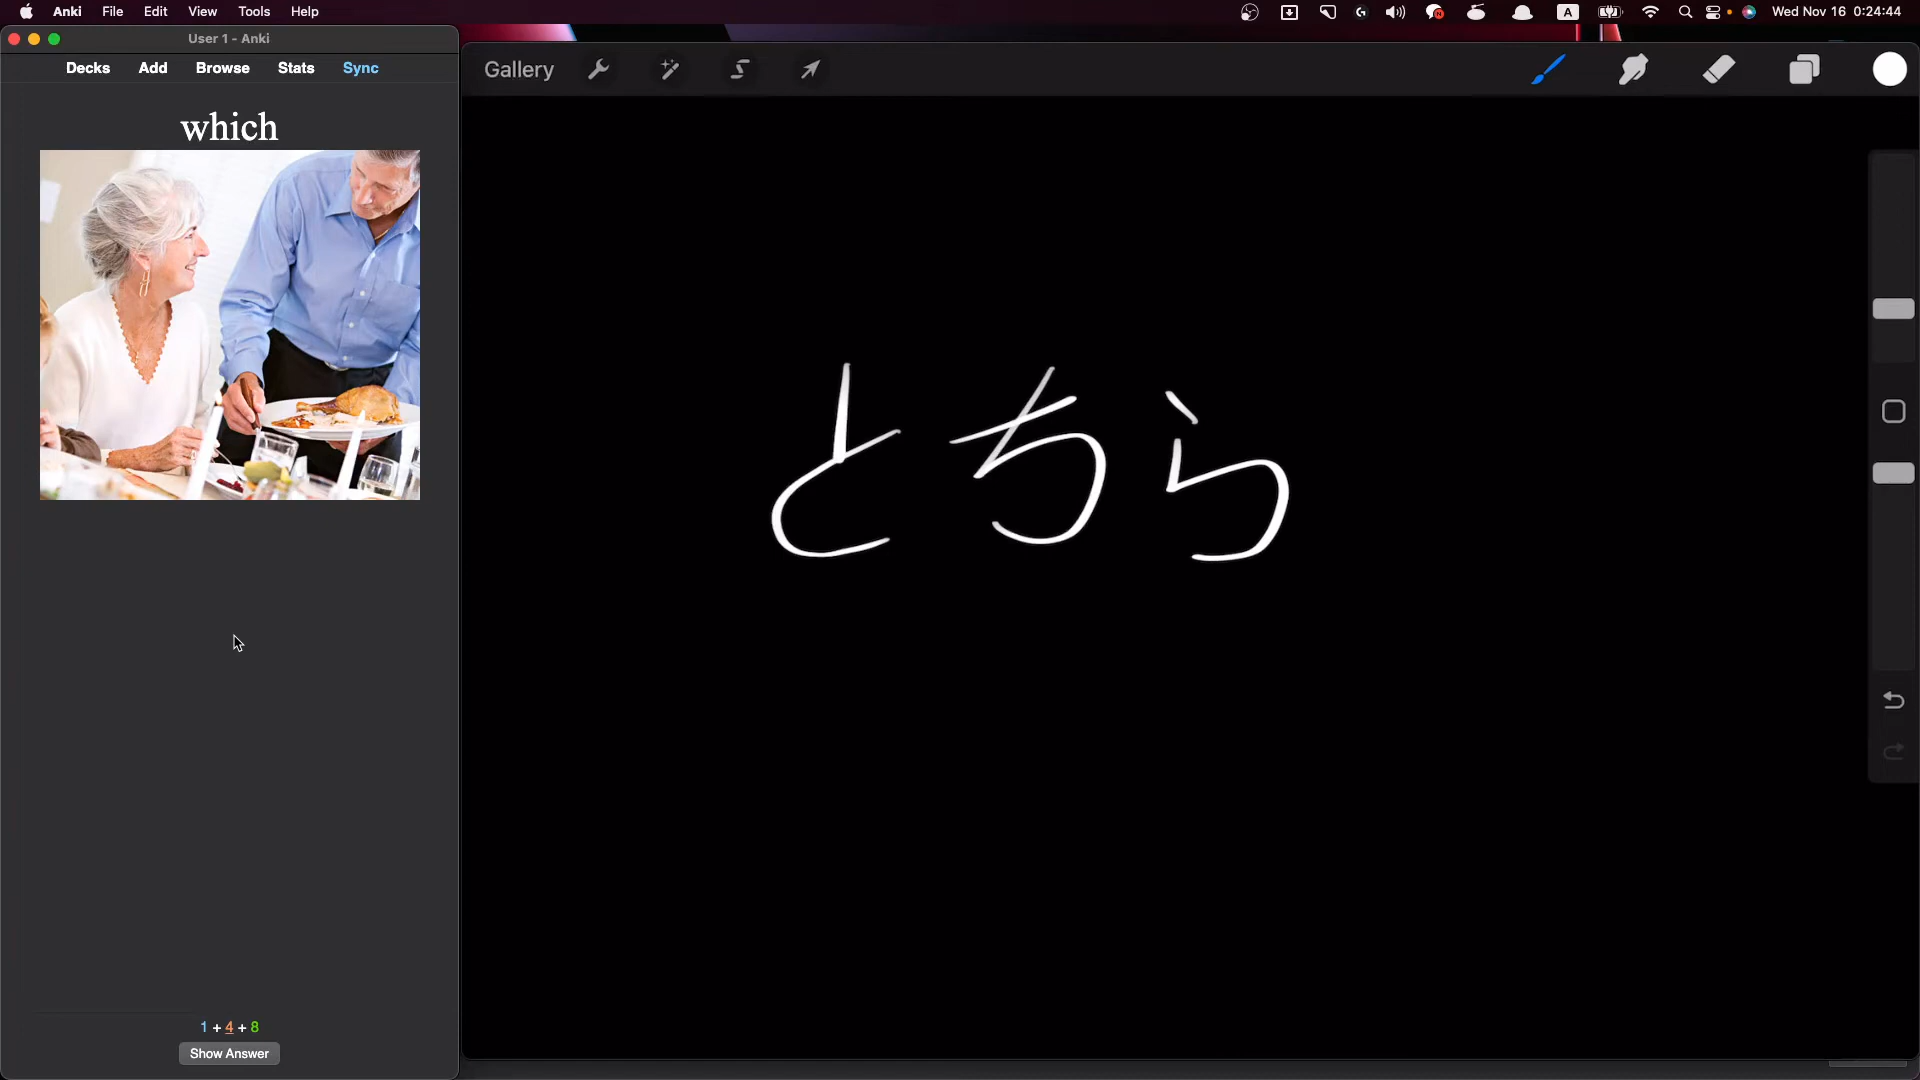 Anki File Edit View Tools Help
A Wed Nov 16 0:24:44
User 1 - Anki
Decks Add Browse Stats Sync
Gallery
which
とちら
1 + 4 + 8
Show Answer